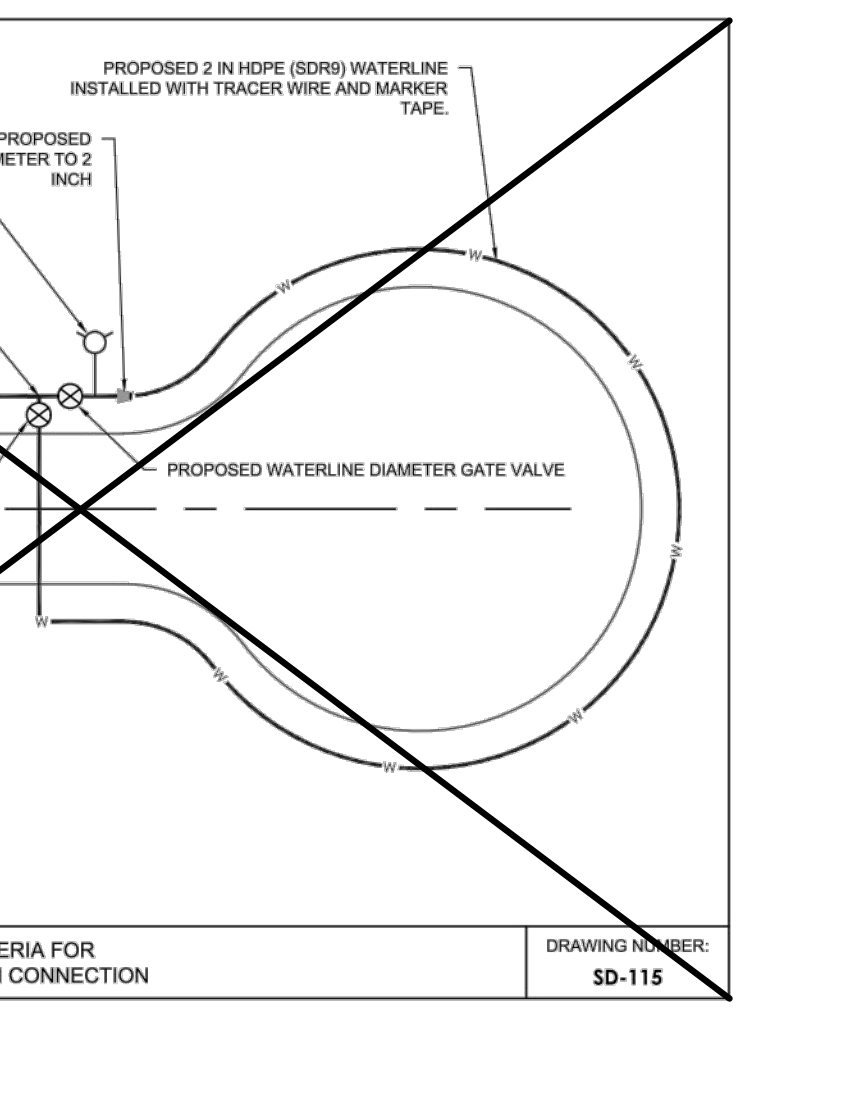 PROPOSED 2 IN HDPE (SDR9) WATERLINE
INSTALLED WITH TRACER WIRE AND MARKER
TAPE.
PROPOSED
METER TO 2
INCH
W
W
W
PROPOSED WATERLINE DIAMETER GATE VALVE
W
W
W
W
W
ERIA FOR
CONNECTION
DRAWING NUMBER:
SD-115